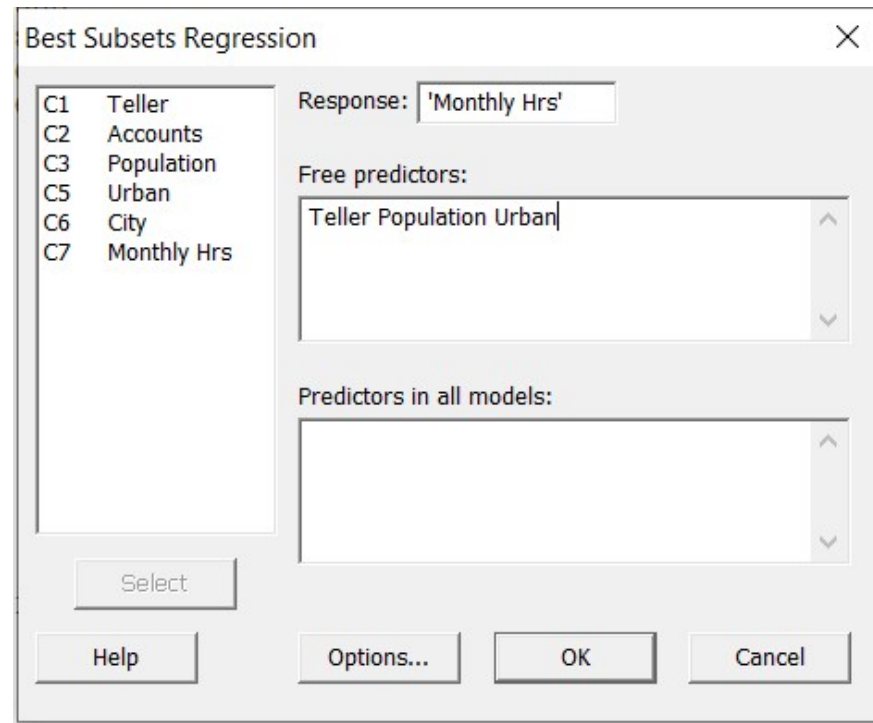 Best Subsets Regression
C1 Teller
C2 Accounts
C3 Population
C5 Urban
C6 City
C7 Monthly Hrs
Response: 'Monthly Hrs'
Free predictors:
Teller Population Urban
Predictors in all models:
Select
Help
Options...
OK
Cancel